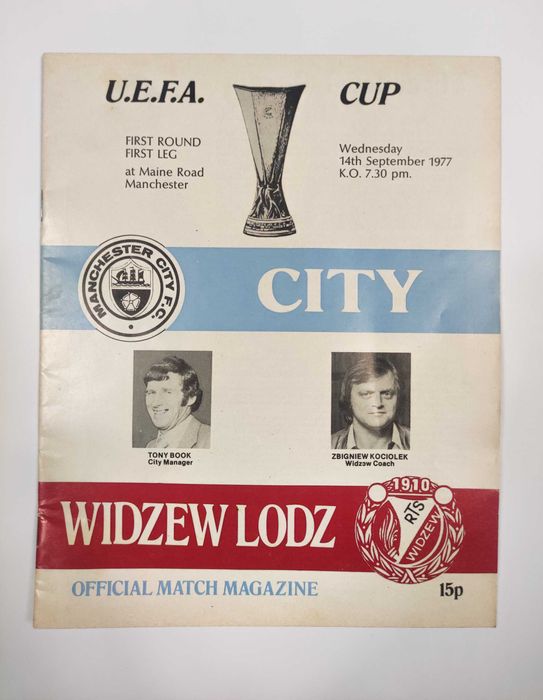 U.E.F.A. CUP
FIRST ROUND
FIRST LEG
at Maine Road
Manchester
Wednesday
14th September 1977
K.O. 7.30 pm.
MANCHESTER CITY F.C.
CITY
TONY BOOK
City Manager
ZBIGNIEW KOCIOLEK
Widzew Coach
WIDZEW LODZ
1910
RTS
WIDZEW
OFFICIAL MATCH MAGAZINE
15p